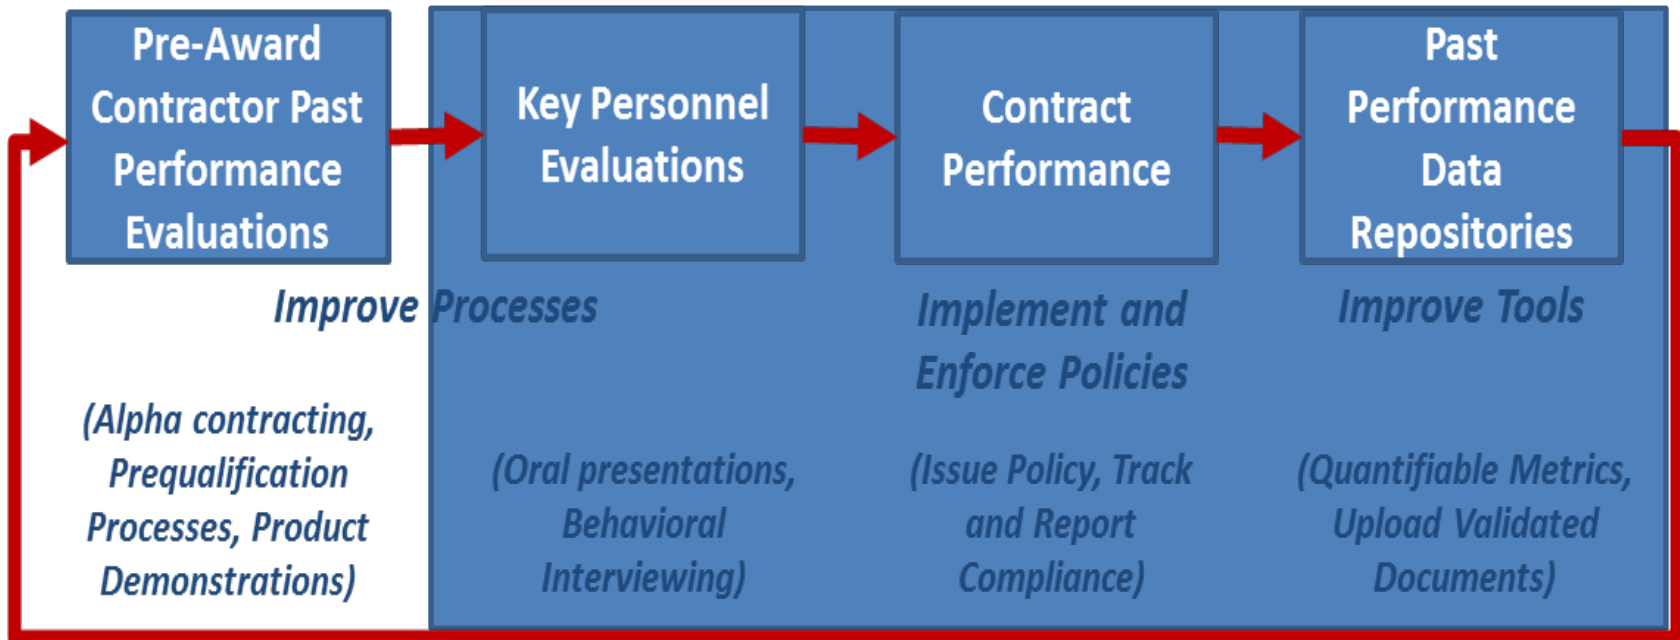 Pre-Award
Contractor Past
Performance
Evaluations
Key Personnel
Evaluations
Contract
Performance
Past
Performance
Data
Repositories
Improve Processes
Implement and
Enforce Policies
Improve Tools
(Alpha contracting,
Prequalification
Processes, Product
Demonstrations)
(Oral presentations,
Behavioral
Interviewing)
(Issue Policy, Track
and Report
Compliance)
(Quantifiable Metrics,
Upload Validated
Documents)